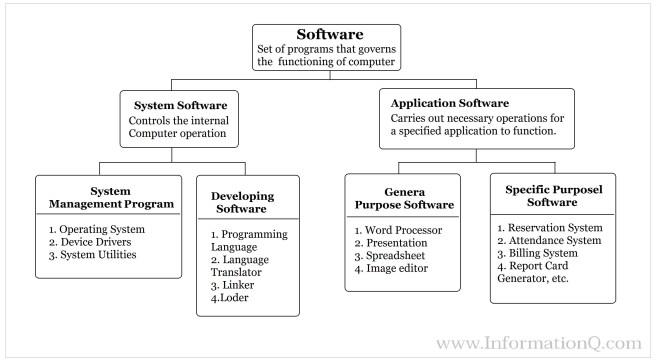 Software
Set of programs that governs
the functioning of computer
System Software
Controls the internal
Computer operation
Application Software
Carries out necessary operations for
a specified application to function.
System
Management Program
1. Operating System
2. Device Drivers
3. System Utilities
Developing
Software
1. Programming
Language
2. Language
Translator
3. Linker
4.Loder
Genera
Purpose Software
1. Word Processor
2. Presentation
3. Spreadsheet
4. Image editor
Specific Purposel
Software
1. Reservation System
2. Attendance System
3. Billing System
4. Report Card
Generator, etc.
www.InformationQ.com